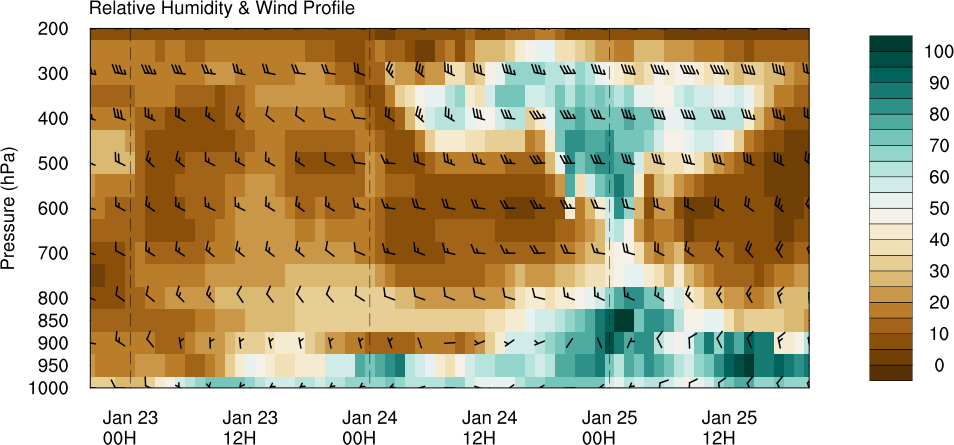 Relative Humidity & Wind Profile
Pressure (hPa)
200
300
400
500
600
700
800
850
900
950
1000
Jan 23 00H
Jan 23 12H
Jan 24 00H
Jan 24 12H
Jan 25 00H
Jan 25 12H
100
90
80
70
60
50
40
30
20
10
0